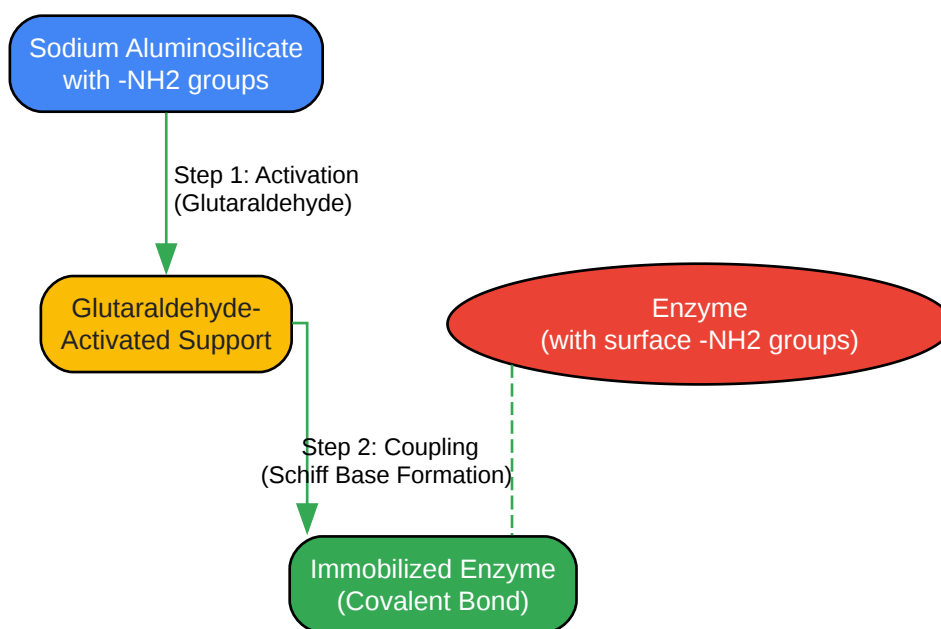 Sodium Aluminosilicate
with -NH2 groups
Step 1: Activation
(Glutaraldehyde)
Glutaraldehyde-
Activated Support
Enzyme
(with surface -NH2 groups)
Step 2: Coupling
(Schiff Base Formation)
Immobilized Enzyme
(Covalent Bond)